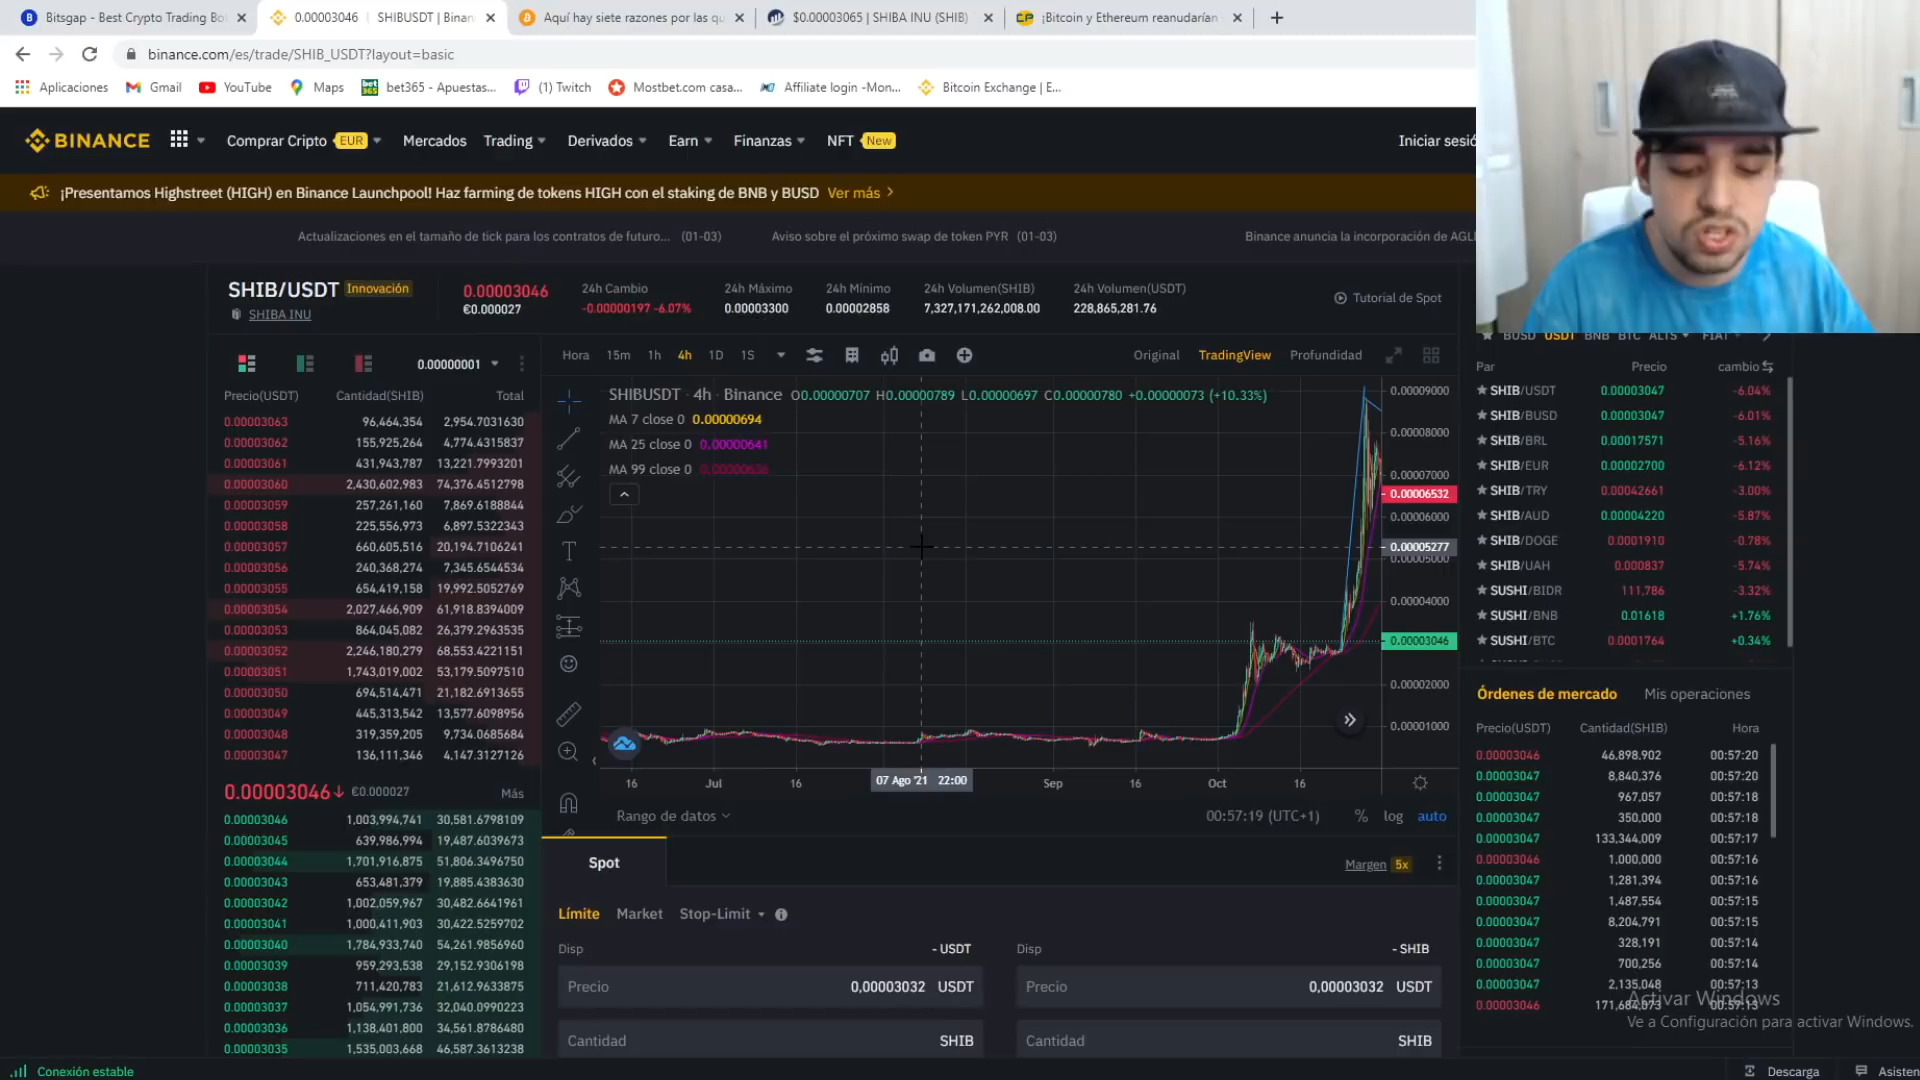 Bitsgap - Best Crypto Trading Bo
0.00003046 | SHIBUSDT | Binan
Aquí hay siete razones por las qu
$0.00003065 | SHIBA INU (SHIB)
¡Bitcoin y Ethereum reanudarían
binance.com/es/trade/SHIB_USDT?layout=basic
Aplicaciones Gmail YouTube Maps bet365 - Apuestas... (1) Twitch Mostbet.com casa... Affiliate login -Mon... Bitcoin Exchange | E...
BINANCE Comprar Cripto EUR Mercados Trading Derivados Earn Finanzas NFT New Iniciar sesió
¡Presentamos Highstreet (HIGH) en Binance Launchpool! Haz farming de tokens HIGH con el staking de BNB y BUSD Ver más
Actualizaciones en el tamaño de tick para los contratos de futuro... (01-03) Aviso sobre el próximo swap de token PYR (01-03) Binance anuncia la incorporación de AGL
SHIB/USDT Innovación
SHIBA INU
0.00003046
€0.000027
24h Cambio
-0.00000197 -6.07%
24h Máximo
0.00003300
24h Mínimo
0.00002858
24h Volumen(SHIB)
7,327,171,262,008.00
24h Volumen(USDT)
228,865,281.76
Tutorial de Spot
0.00000001
Precio(USDT) Cantidad(SHIB) Total
0.00003063 96,464,354 2,954.7031630
0.00003062 155,925,264 4,774.4315837
0.00003061 431,943,787 13,221.7993201
0.00003060 2,430,602,983 74,376.4512798
0.00003059 257,261,160 7,869.6188844
0.00003058 225,556,973 6,897.5322343
0.00003057 660,605,516 20,194.7106241
0.00003056 240,368,274 7,345.6544534
0.00003055 654,419,158 19,992.5052769
0.00003054 2,027,466,909 61,918.8394009
0.00003053 864,045,082 26,379.2963535
0.00003052 2,246,180,279 68,553.4221151
0.00003051 1,743,019,002 53,179.5097510
0.00003050 694,514,471 21,182.6913655
0.00003049 445,313,542 13,577.6098956
0.00003048 319,359,205 9,734.0685684
0.00003047 136,111,346 4,147.3127126
0.00003046↓ €0.000027 Más
0.00003046 1,003,994,741 30,581.6798109
0.00003045 639,986,994 19,487.6039673
0.00003044 1,701,916,875 51,806.3496750
0.00003043 653,481,379 19,885.4383630
0.00003042 1,002,059,967 30,482.6641961
0.00003041 1,000,411,903 30,422.5259702
0.00003040 1,784,933,740 54,261.9856960
0.00003039 959,293,538 29,152.9306198
0.00003038 711,420,783 21,612.9633875
0.00003037 1,054,991,736 32,040.0990223
0.00003036 1,138,401,800 34,561.8786480
0.00003035 1,535,003,668 46,587.3613238
Hora 15m 1h 4h 1D 1S Original TradingView Profundidad
SHIBUSDT · 4h · Binance O0.00000707 H0.00000789 L0.00000697 C0.00000780 +0.00000073 (+10.33%)
MA 7 close 0 0.00000694
MA 25 close 0 0.00000641
MA 99 close 0 0.00000636
0.00009000
0.00008000
0.00007000
0.00006532
0.00006000
0.00005277
0.00005000
0.00004000
0.00003046
0.00002000
0.00001000
16 Jul 16 07 Ago '21 22:00 Sep 16 Oct 16
Rango de datos 00:57:19 (UTC+1) % log auto
Spot Margen 5x
Límite Market Stop-Limit
Disp - USDT Disp - SHIB
Precio 0,00003032 USDT Precio 0,00003032 USDT
Cantidad SHIB Cantidad SHIB
BUSD USDT BNB BTC ALTS FIAT
Par Precio cambio
SHIB/USDT 0.00003047 -6.04%
SHIB/BUSD 0.00003047 -6.01%
SHIB/BRL 0.00017571 -5.16%
SHIB/EUR 0.00002700 -6.12%
SHIB/TRY 0.00042661 -3.00%
SHIB/AUD 0.00004220 -5.87%
SHIB/DOGE 0.0001910 -0.78%
SHIB/UAH 0.000837 -5.74%
SUSHI/BIDR 111,786 -3.32%
SUSHI/BNB 0.01618 +1.76%
SUSHI/BTC 0.0001764 +0.34%
Órdenes de mercado Mis operaciones
Precio(USDT) Cantidad(SHIB) Hora
0.00003046 46,898,902 00:57:20
0.00003047 8,840,376 00:57:20
0.00003047 967,057 00:57:18
0.00003047 350,000 00:57:18
0.00003047 133,344,009 00:57:17
0.00003046 1,000,000 00:57:16
0.00003047 1,281,394 00:57:16
0.00003047 1,487,554 00:57:15
0.00003047 8,204,791 00:57:15
0.00003047 328,191 00:57:14
0.00003047 700,256 00:57:14
0.00003047 2,135,048 00:57:13
0.00003046 171,684,073 00:57:13
Activar Windows
Ve a Configuración para activar Windows.
Conexión estable Descarga Asisten